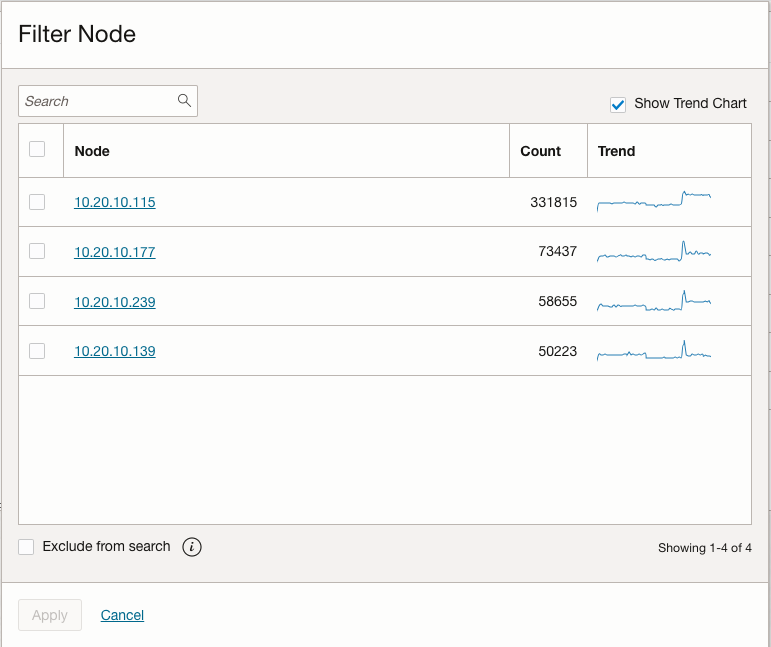 Filter Node
Search
Show Trend Chart
Node Count Trend
10.20.10.115 331815
10.20.10.177 73437
10.20.10.239 58655
10.20.10.139 50223
Exclude from search i
Showing 1-4 of 4
Apply Cancel